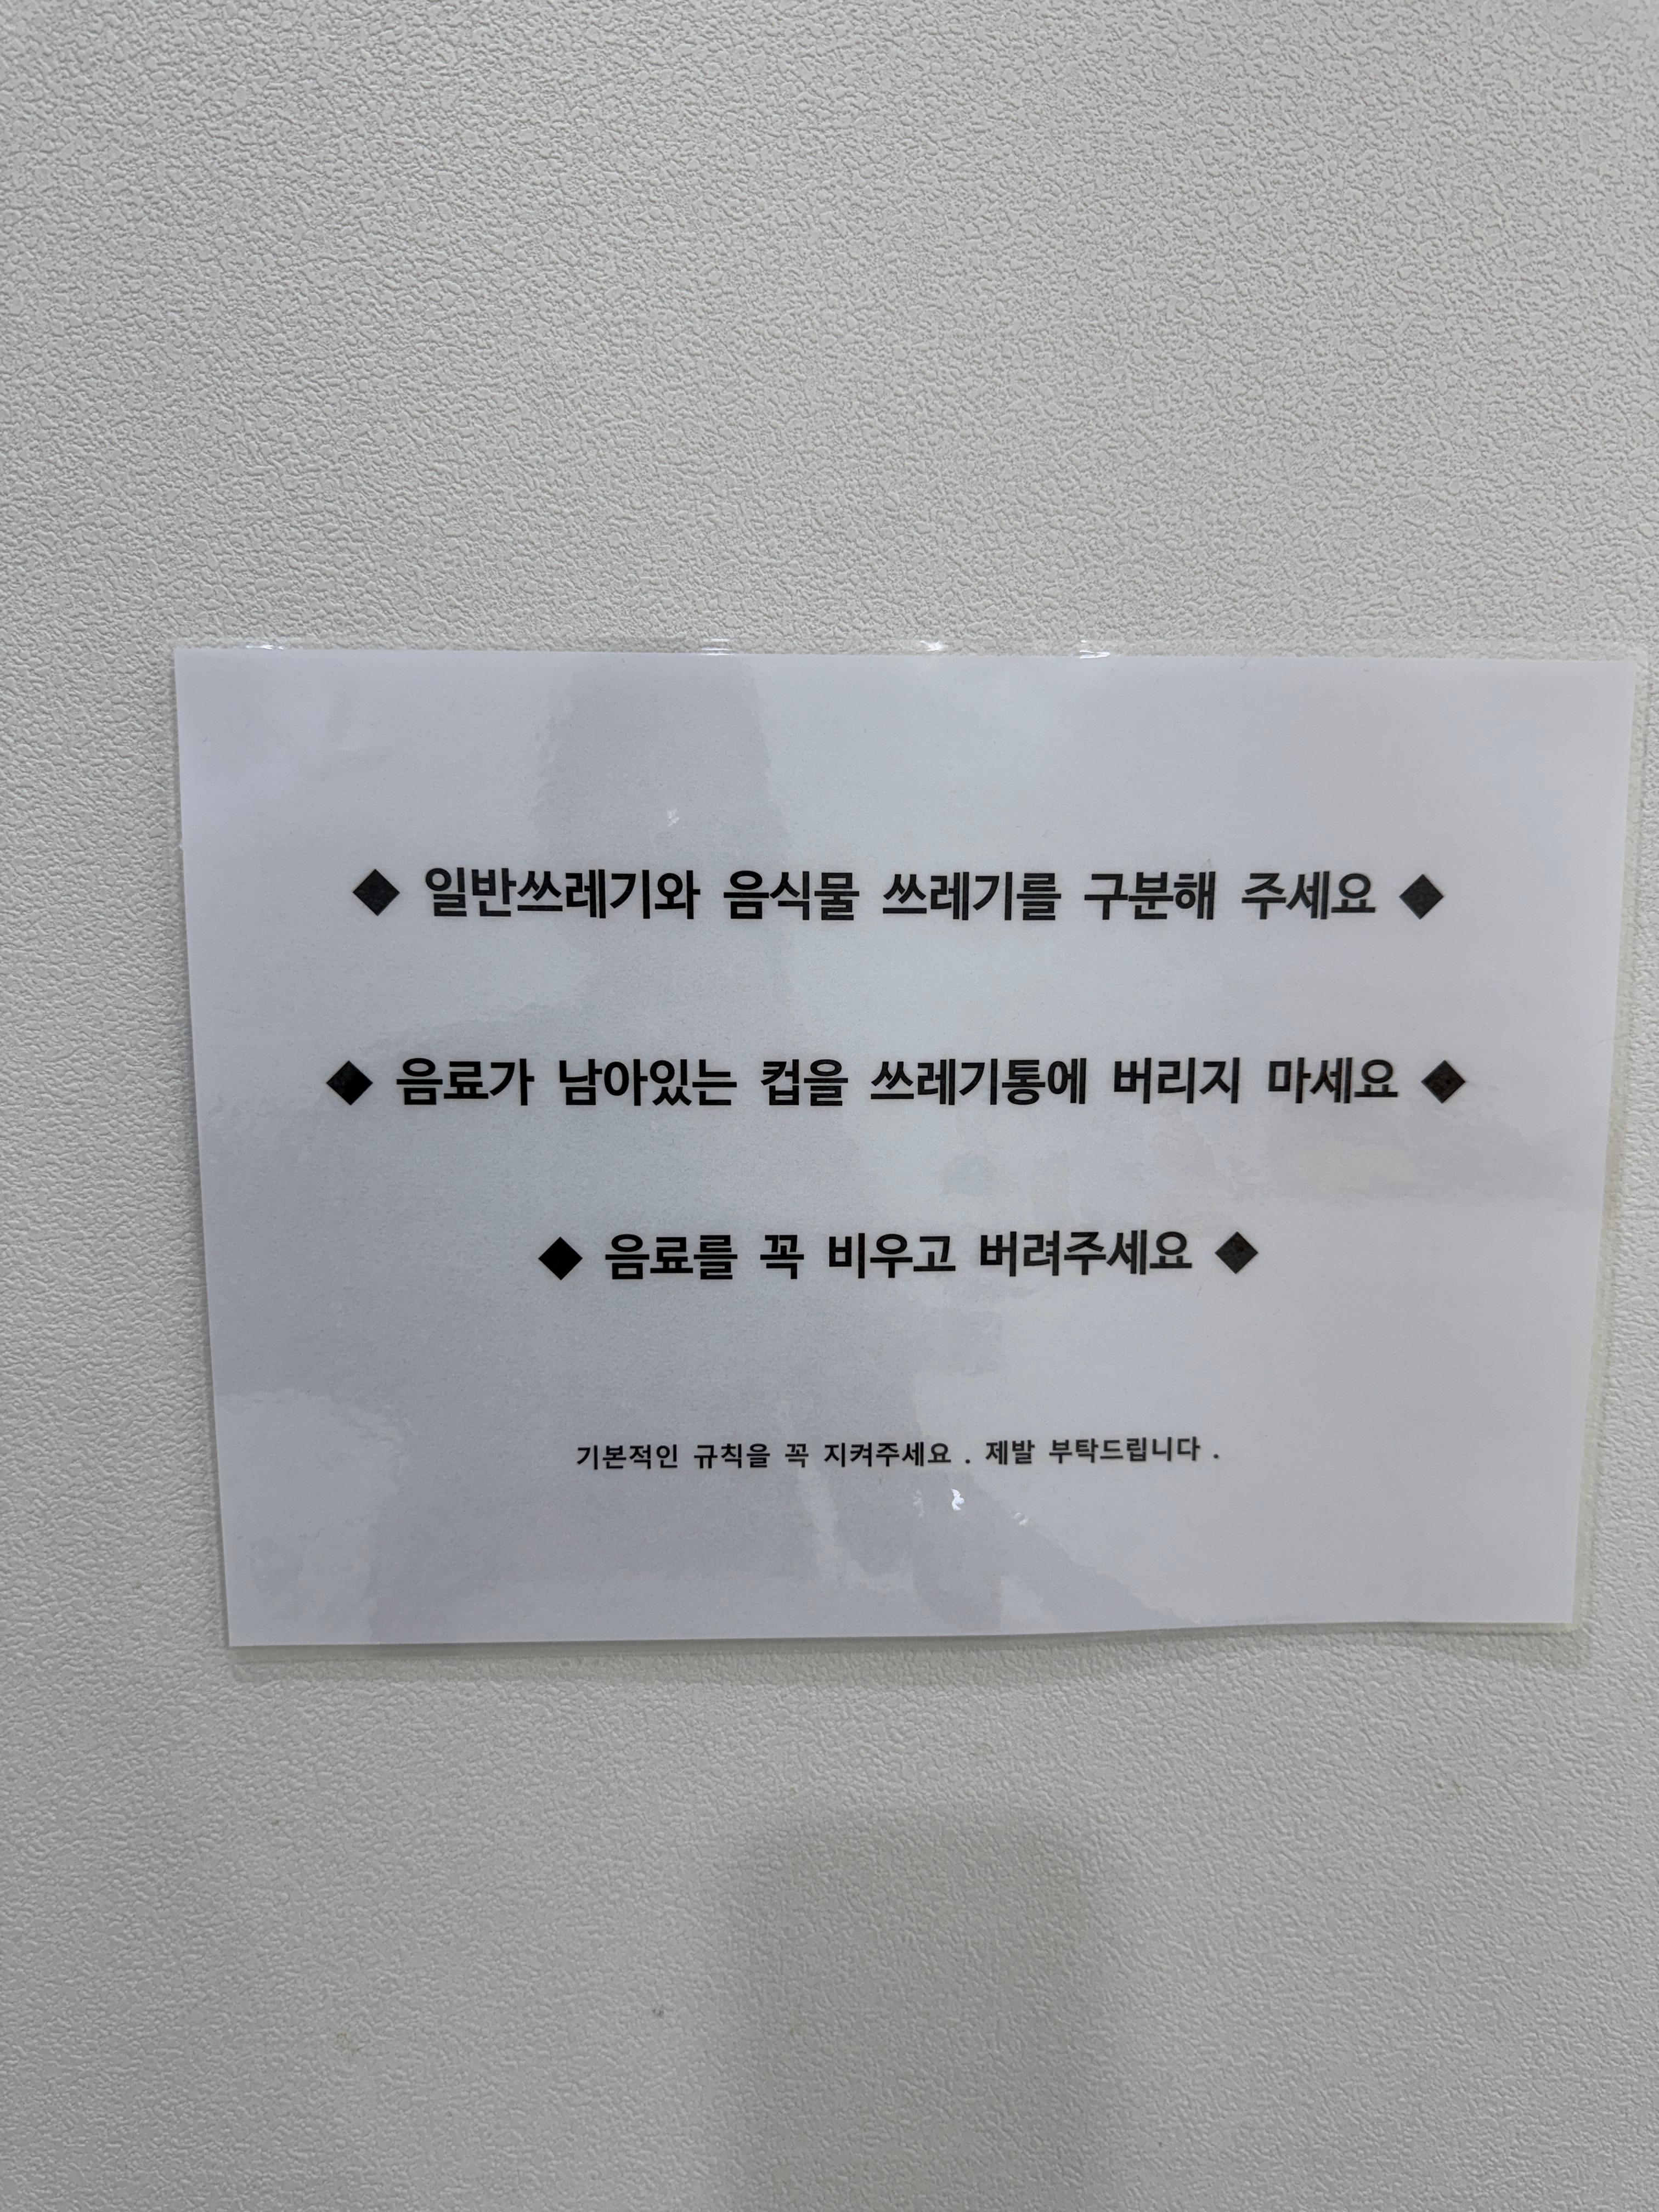 ◆ 일반쓰레기와 음식물 쓰레기를 구분해 주세요 ◆
◆ 음료가 남아있는 컵을 쓰레기통에 버리지 마세요 ◆
◆ 음료를 꼭 비우고 버려주세요 ◆
기본적인 규칙을 꼭 지켜주세요 . 제발 부탁드립니다 .